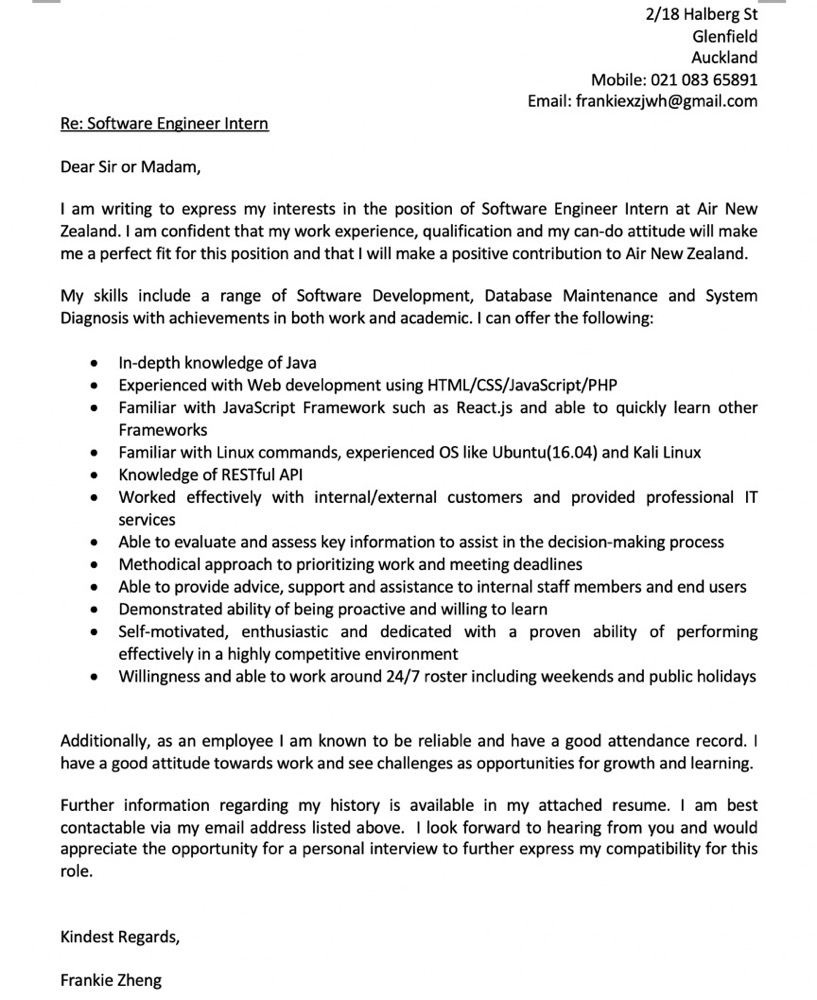 2/18 Halberg St
Glenfield
Auckland
Mobile: 021 083 65891
Email: frankiexzjwh@gmail.com
Re: Software Engineer Intern
Dear Sir or Madam,
I am writing to express my interests in the position of Software Engineer Intern at Air New
Zealand. I am confident that my work experience, qualification and my can-do attitude will make
me a perfect fit for this position and that I will make a positive contribution to Air New Zealand.
My skills include a range of Software Development, Database Maintenance and System
Diagnosis with achievements in both work and academic. I can offer the following:
• In-depth knowledge of Java
• Experienced with Web development using HTML/CSS/JavaScript/PHP
• Familiar with JavaScript Framework such as React.js and able to quickly learn other
Frameworks
• Familiar with Linux commands, experienced OS like Ubuntu(16.04) and Kali Linux
• Knowledge of RESTful API
• Worked effectively with internal/external customers and provided professional IT
services
• Able to evaluate and assess key information to assist in the decision-making process
• Methodical approach to prioritizing work and meeting deadlines
• Able to provide advice, support and assistance to internal staff members and end users
• Demonstrated ability of being proactive and willing to learn
• Self-motivated, enthusiastic and dedicated with a proven ability of performing
effectively in a highly competitive environment
• Willingness and able to work around 24/7 roster including weekends and public holidays
Additionally, as an employee I am known to be reliable and have a good attendance record. I
have a good attitude towards work and see challenges as opportunities for growth and learning.
Further information regarding my history is available in my attached resume. I am best
contactable via my email address listed above.  I look forward to hearing from you and would
appreciate the opportunity for a personal interview to further express my compatibility for this
role.
Kindest Regards,
Frankie Zheng